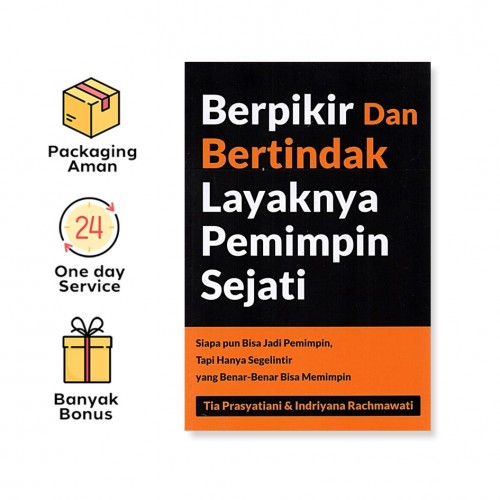 Packaging
Aman
24
One day
Service
Banyak
Bonus
Berpikir Dan
Bertindak
Layaknya
Pemimpin
Sejati
Siapa pun Bisa Jadi Pemimpin,
Tapi Hanya Segelintir
yang Benar-Benar Bisa Memimpin
Tia Prasyatiani & Indriyana Rachmawati